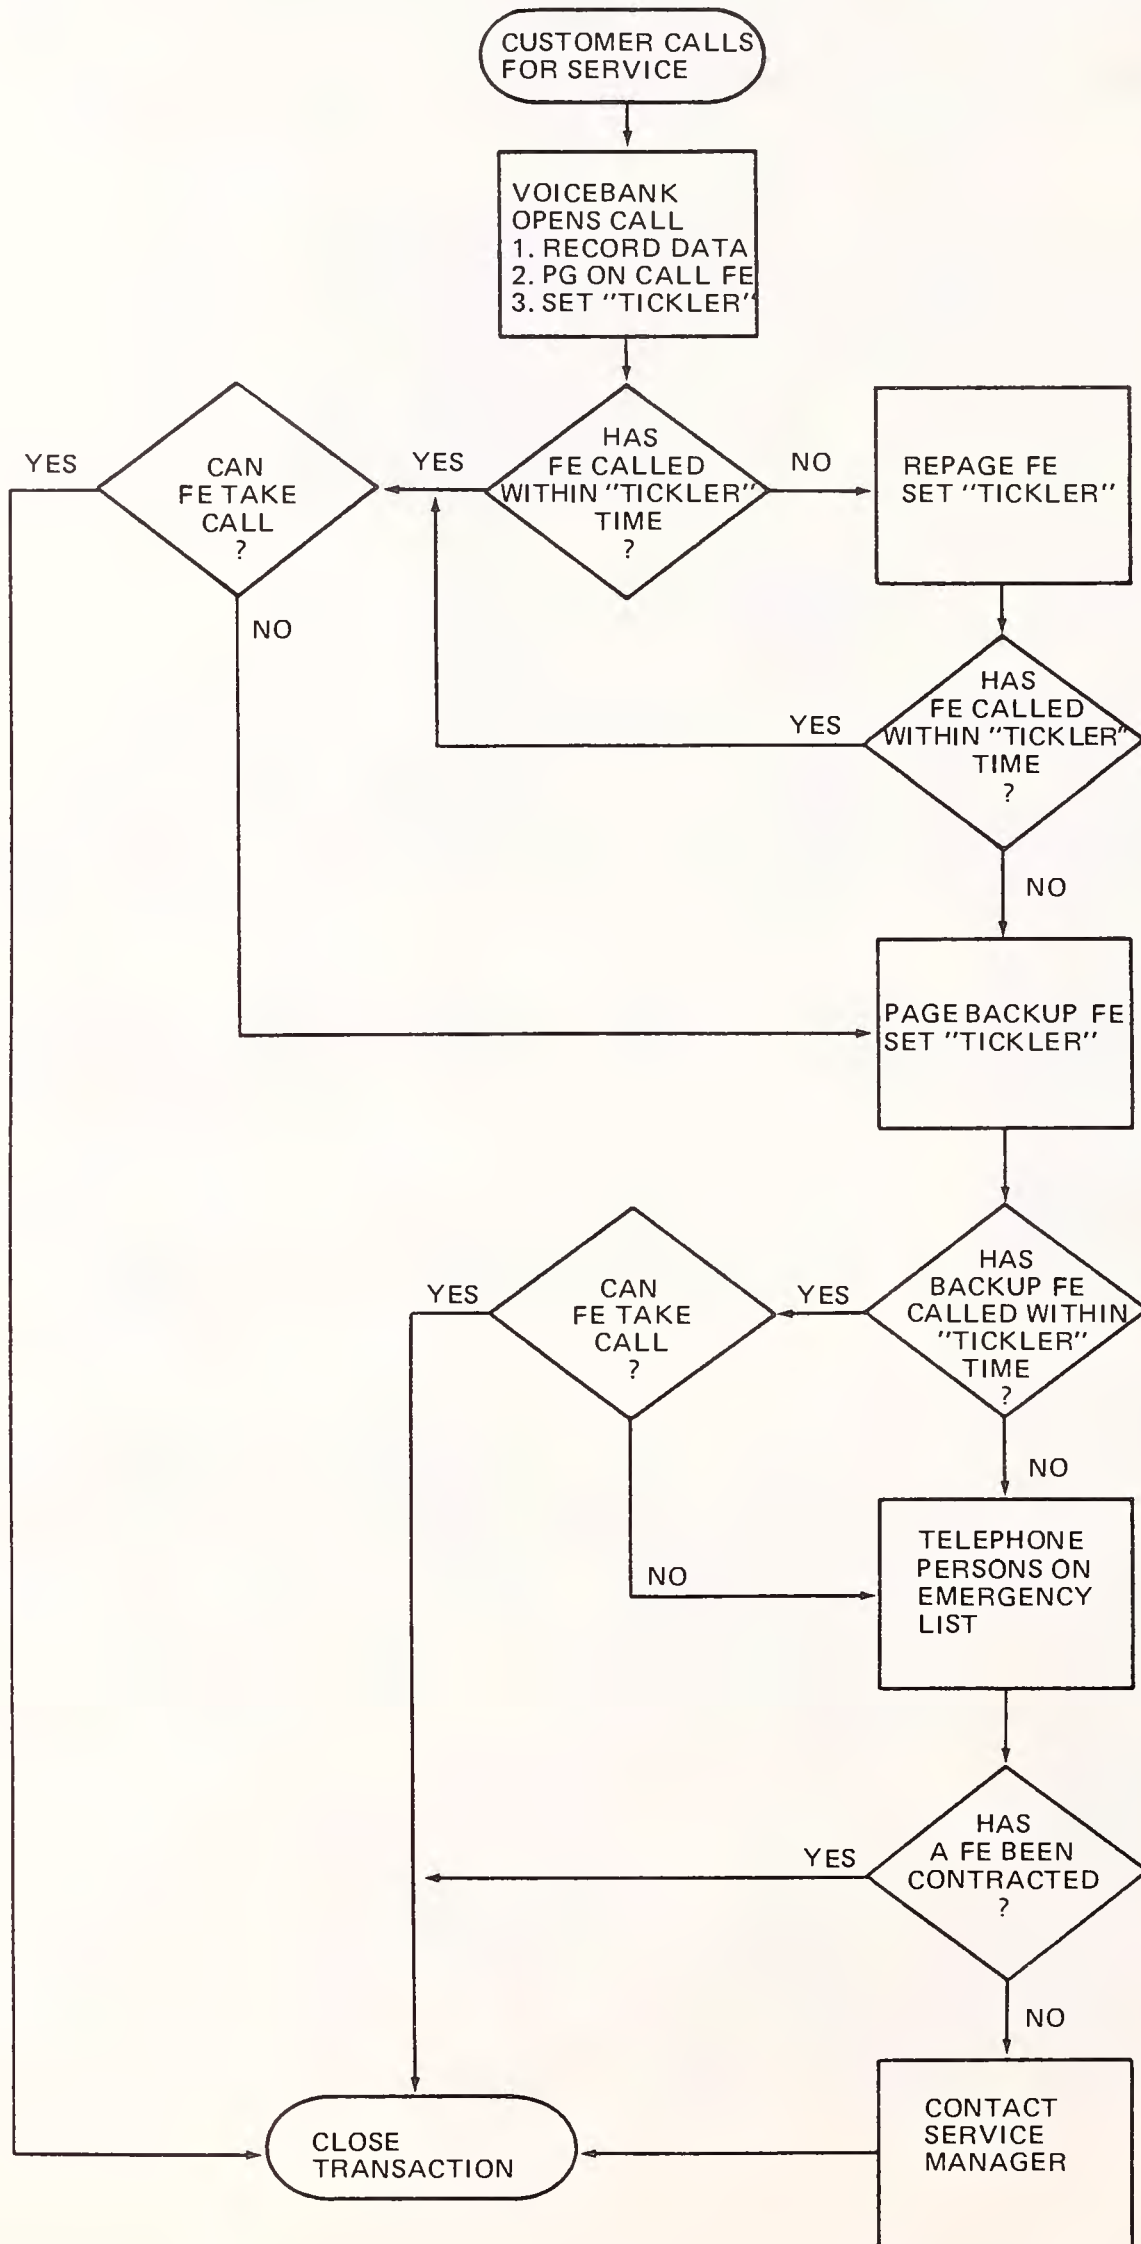 CUSTOMER CALLS
FOR SERVICE
VOICEBANK
OPENS CALL
1. RECORD DATA
2. PG ON CALL FE
3. SET "TICKLER"
HAS
FE CALLED
WITHIN "TICKLER"
TIME
?
YES
NO
CAN
FE TAKE
CALL
?
YES
NO
REPAGE FE
SET "TICKLER"
HAS
FE CALLED
WITHIN "TICKLER"
TIME
?
YES
NO
PAGE BACKUP FE
SET "TICKLER"
HAS
BACKUP FE
CALLED WITHIN
"TICKLER"
TIME
?
YES
NO
CAN
FE TAKE
CALL
?
YES
NO
TELEPHONE
PERSONS ON
EMERGENCY
LIST
HAS
A FE BEEN
CONTRACTED
?
YES
NO
CONTACT
SERVICE
MANAGER
CLOSE
TRANSACTION